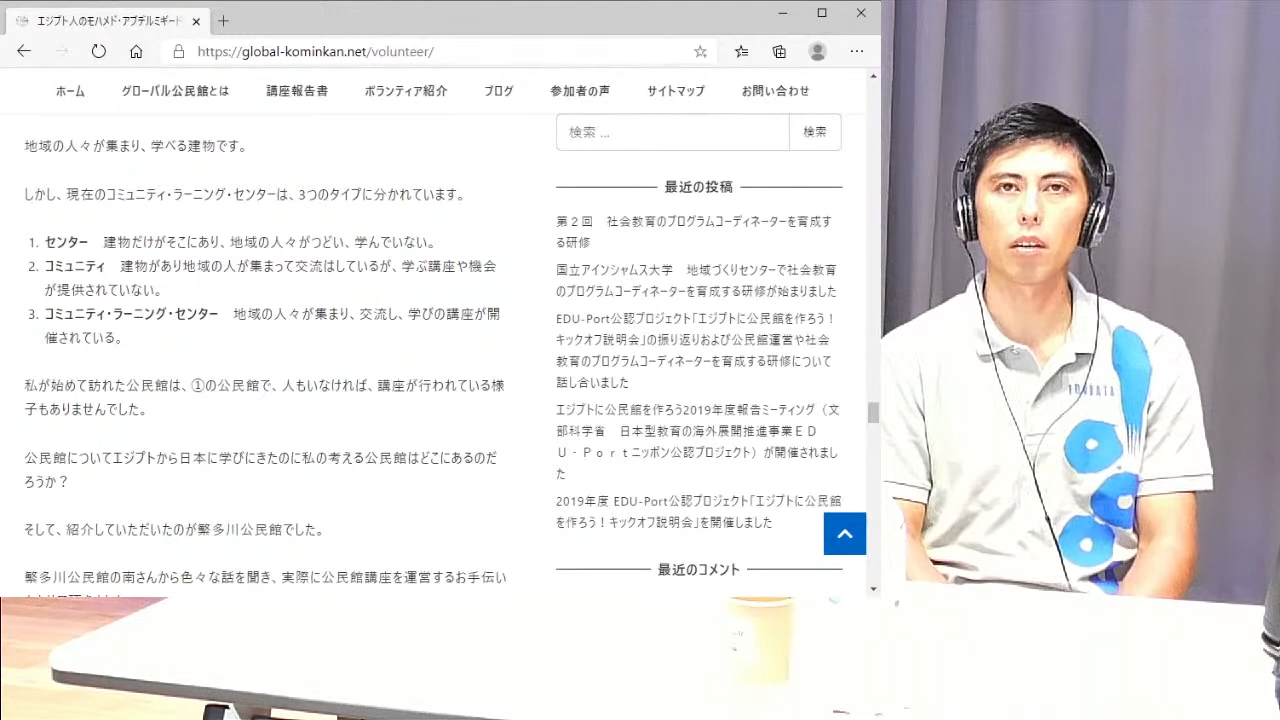 エジプト人のモハメド・アブデルミギード
https://global-kominkan.net/volunteer/
ホーム グローバル公民館とは 講座報告書 ボランティア紹介 ブログ 参加者の声 サイトマップ お問い合わせ
地域の人々が集まり、学べる建物です。
しかし、現在のコミュニティ・ラーニング・センターは、3つのタイプに分かれています。
1. センター 建物だけがそこにあり、地域の人々がつどい、学んでいない。
2. コミュニティ 建物があり地域の人が集まって交流はしているが、学ぶ講座や機会
が提供されていない。
3. コミュニティ・ラーニング・センター 地域の人々が集まり、交流し、学びの講座が開
催されている。
私が始めて訪れた公民館は、①の公民館で、人もいなければ、講座が行われている様
子もありませんでした。
公民館についてエジプトから日本に学びにきたのに私の考える公民館はどこにあるのだ
ろうか？
そして、紹介していただいたのが繁多川公民館でした。
繁多川公民館の南さんから色々な話を聞き、実際に公民館講座を運営するお手伝い
検索 ... 検索
最近の投稿
第２回 社会教育のプログラムコーディネーターを育成す
る研修
国立アインシャムス大学 地域づくりセンターで社会教育
のプログラムコーディネーターを育成する研修が始まりました
EDU-Port公認プロジェクト「エジプトに公民館を作ろう！
キックオフ説明会」の振り返りおよび公民館運営や社会
教育のプログラムコーディネーターを育成する研修について
話し合いました
エジプトに公民館を作ろう2019年度報告ミーティング（文
部科学省 日本型教育の海外展開推進事業ＥＤ
Ｕ－Ｐｏｒｔニッポン公認プロジェクト）が開催されまし
た
2019年度 EDU-Port公認プロジェクト「エジプトに公民館
を作ろう！キックオフ説明会」を開催しました
最近のコメント